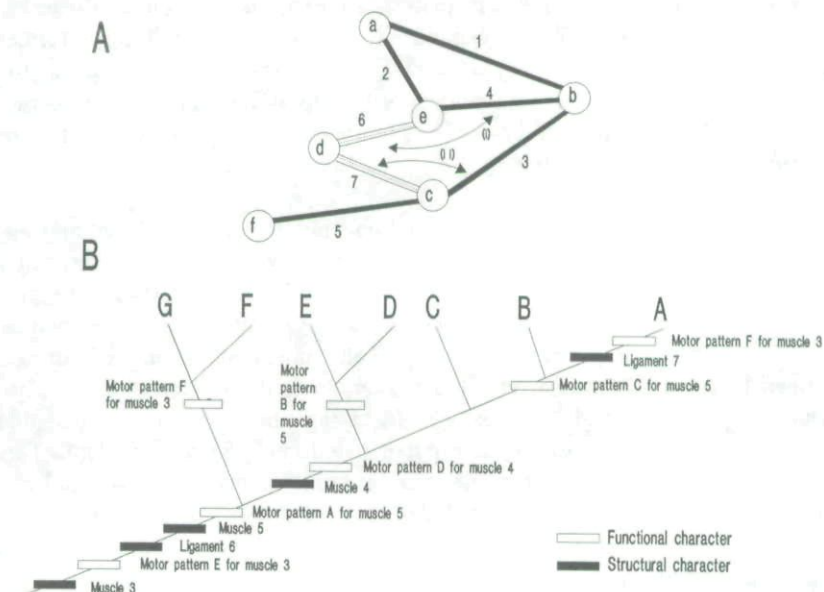 A
a
1
2
4
b
e
6
d
3
7
c
f
5
B
G
F
E
D
C
B
A
Motor pattern F for muscle 3
Ligament 7
Motor pattern C for muscle 5
Motor pattern F
for muscle 3
Motor
pattern
B for
muscle
5
Motor pattern D for muscle 4
Muscle 4
Motor pattern A for muscle 5
Muscle 5
Ligament 6
Motor pattern E for muscle 3
Muscle 3
Functional character
Structural character